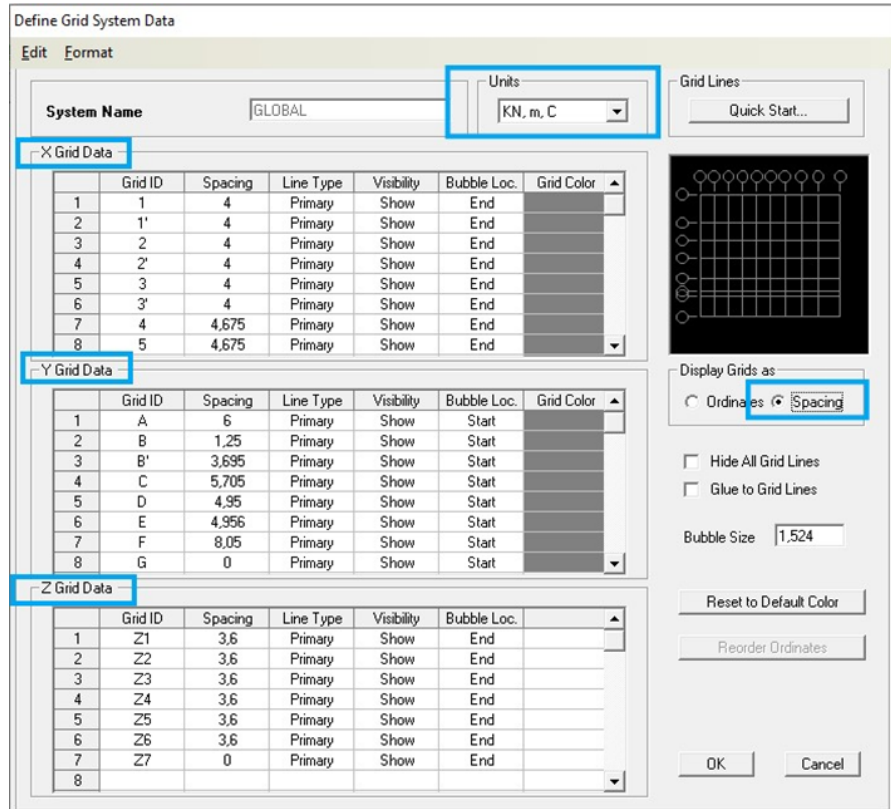 Define Grid System Data
Edit Format
System Name GLOBAL
Units
KN, m, C
Grid Lines
Quick Start...
X Grid Data
Grid ID Spacing Line Type Visibility Bubble Loc. Grid Color
1 1 4 Primary Show End
2 1' 4 Primary Show End
3 2 4 Primary Show End
4 2' 4 Primary Show End
5 3 4 Primary Show End
6 3' 4 Primary Show End
7 4 4,675 Primary Show End
8 5 4,675 Primary Show End
Y Grid Data
Grid ID Spacing Line Type Visibility Bubble Loc. Grid Color
1 A 6 Primary Show Start
2 B 1,25 Primary Show Start
3 B' 3,695 Primary Show Start
4 C 5,705 Primary Show Start
5 D 4,95 Primary Show Start
6 E 4,956 Primary Show Start
7 F 8,05 Primary Show Start
8 G 0 Primary Show Start
Display Grids as
Ordinates Spacing
Hide All Grid Lines
Glue to Grid Lines
Bubble Size 1,524
Z Grid Data
Grid ID Spacing Line Type Visibility Bubble Loc.
1 Z1 3,6 Primary Show End
2 Z2 3,6 Primary Show End
3 Z3 3,6 Primary Show End
4 Z4 3,6 Primary Show End
5 Z5 3,6 Primary Show End
6 Z6 3,6 Primary Show End
7 Z7 0 Primary Show End
8
Reset to Default Color
Reorder Ordinates
OK Cancel